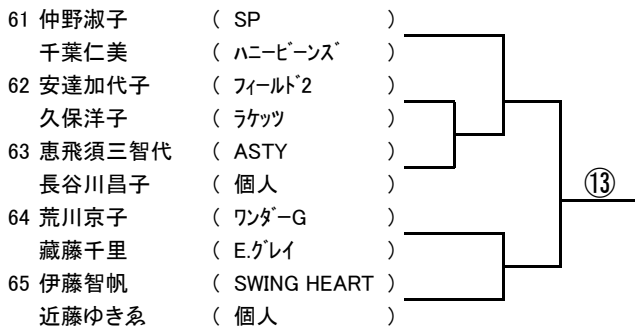 61 仲野淑子 ( SP )
千葉仁美 ( ﾊﾆｰﾋﾞｰﾝｽﾞ )
62 安達加代子 ( ﾌｨｰﾙﾄﾞ2 )
久保洋子 ( ﾗｹｯﾂ )
63 恵飛須三智代 ( ASTY )
長谷川昌子 ( 個人 )
⑬
64 荒川京子 ( ﾜﾝﾀﾞｰG )
藏藤千里 ( E.ｸﾞﾚｲ )
65 伊藤智帆 ( SWING HEART )
近藤ゆきゑ ( 個人 )